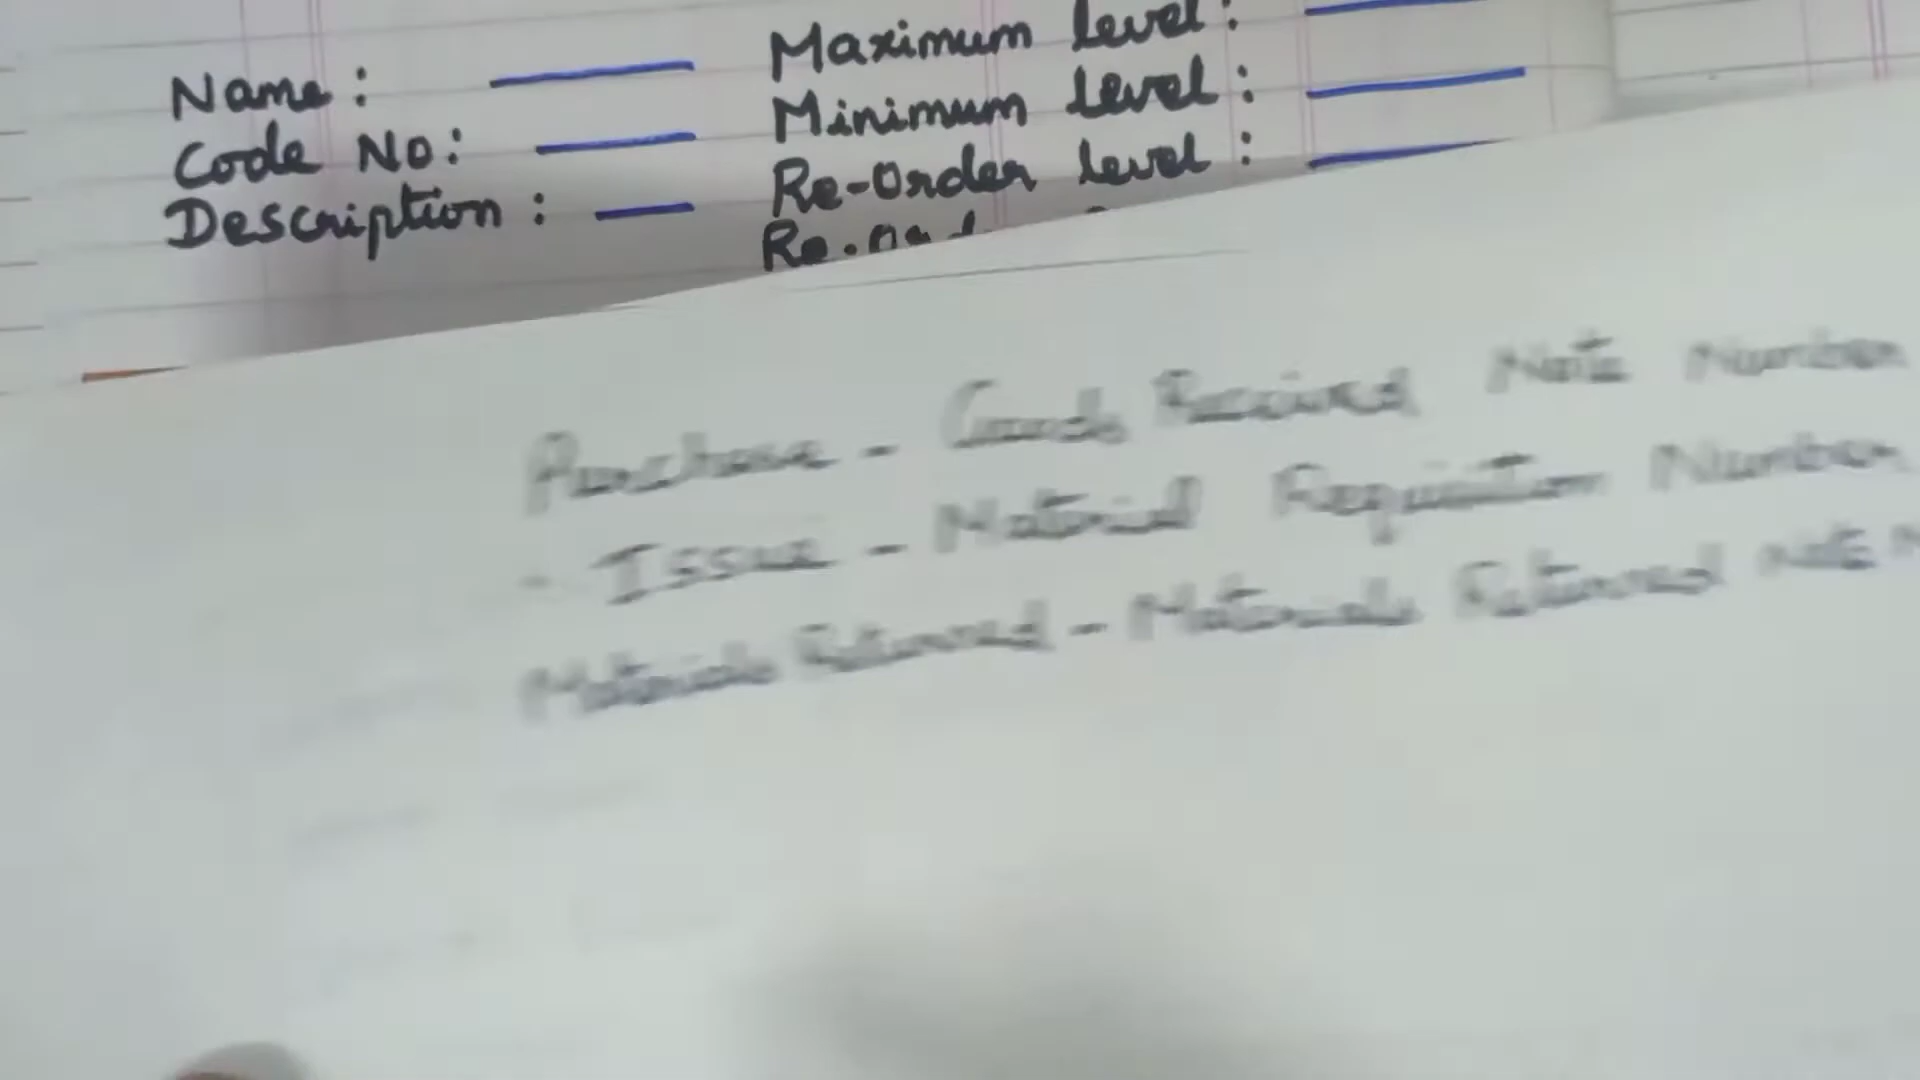 Name : Maximum level :
Code No : Minimum level :
Description : Re-Order level :
Purchase - Goods Received Note Number
- Issue - Material Requisition Number
Materials Returned - Materials Returned Note